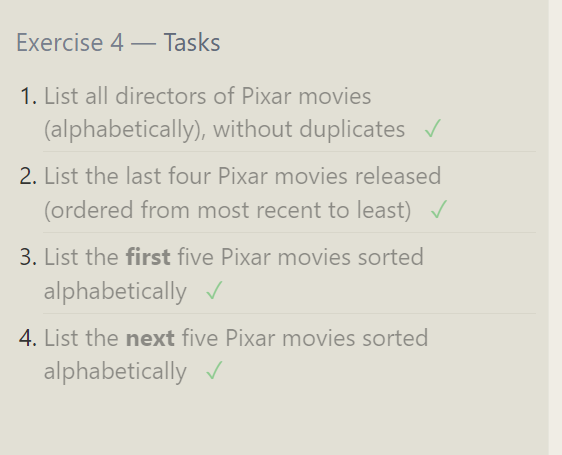 Exercise 4 — Tasks
1. List all directors of Pixar movies
(alphabetically), without duplicates ✓
2. List the last four Pixar movies released
(ordered from most recent to least) ✓
3. List the first five Pixar movies sorted
alphabetically ✓
4. List the next five Pixar movies sorted
alphabetically ✓